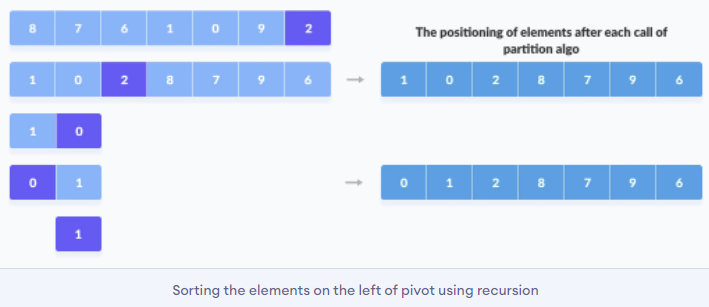 8 7 6 1 0 9 2
The positioning of elements after each call of
partition algo
1 0 2 8 7 9 6 → 1 0 2 8 7 9 6
1 0
0 1 → 0 1 2 8 7 9 6
1
Sorting the elements on the left of pivot using recursion